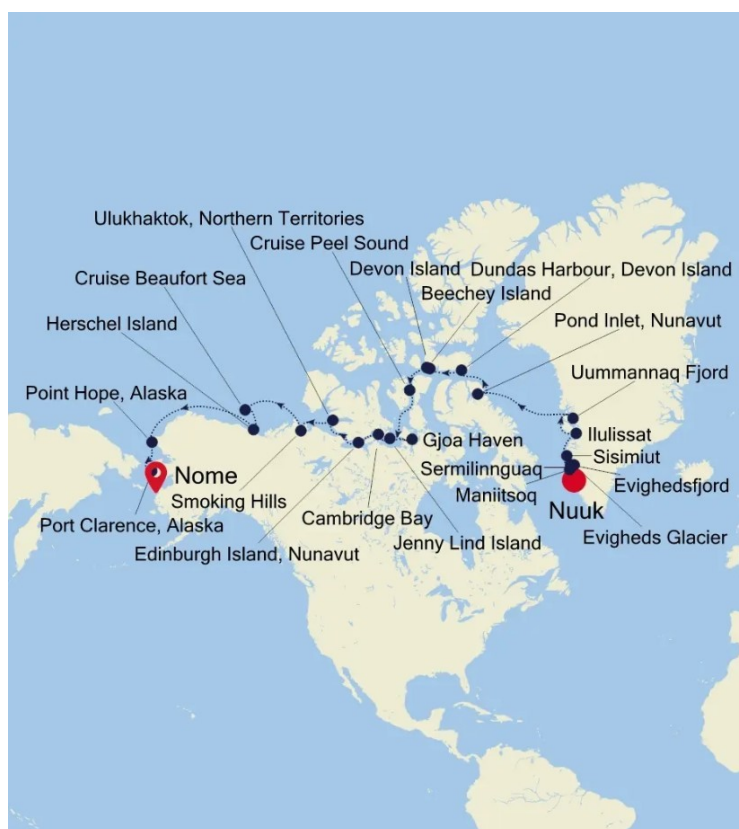 Ulukhaktok, Northern Territories
Cruise Peel Sound
Devon Island
Dundas Harbour, Devon Island
Cruise Beaufort Sea
Beechey Island
Herschel Island
Pond Inlet, Nunavut
Uummannaq Fjord
Point Hope, Alaska
Ilulissat
Gjoa Haven
Sisimiut
Sermilinnguaq
Nome
Evighedsfjord
Smoking Hills
Maniitsoq
Nuuk
Cambridge Bay
Port Clarence, Alaska
Evigheds Glacier
Jenny Lind Island
Edinburgh Island, Nunavut